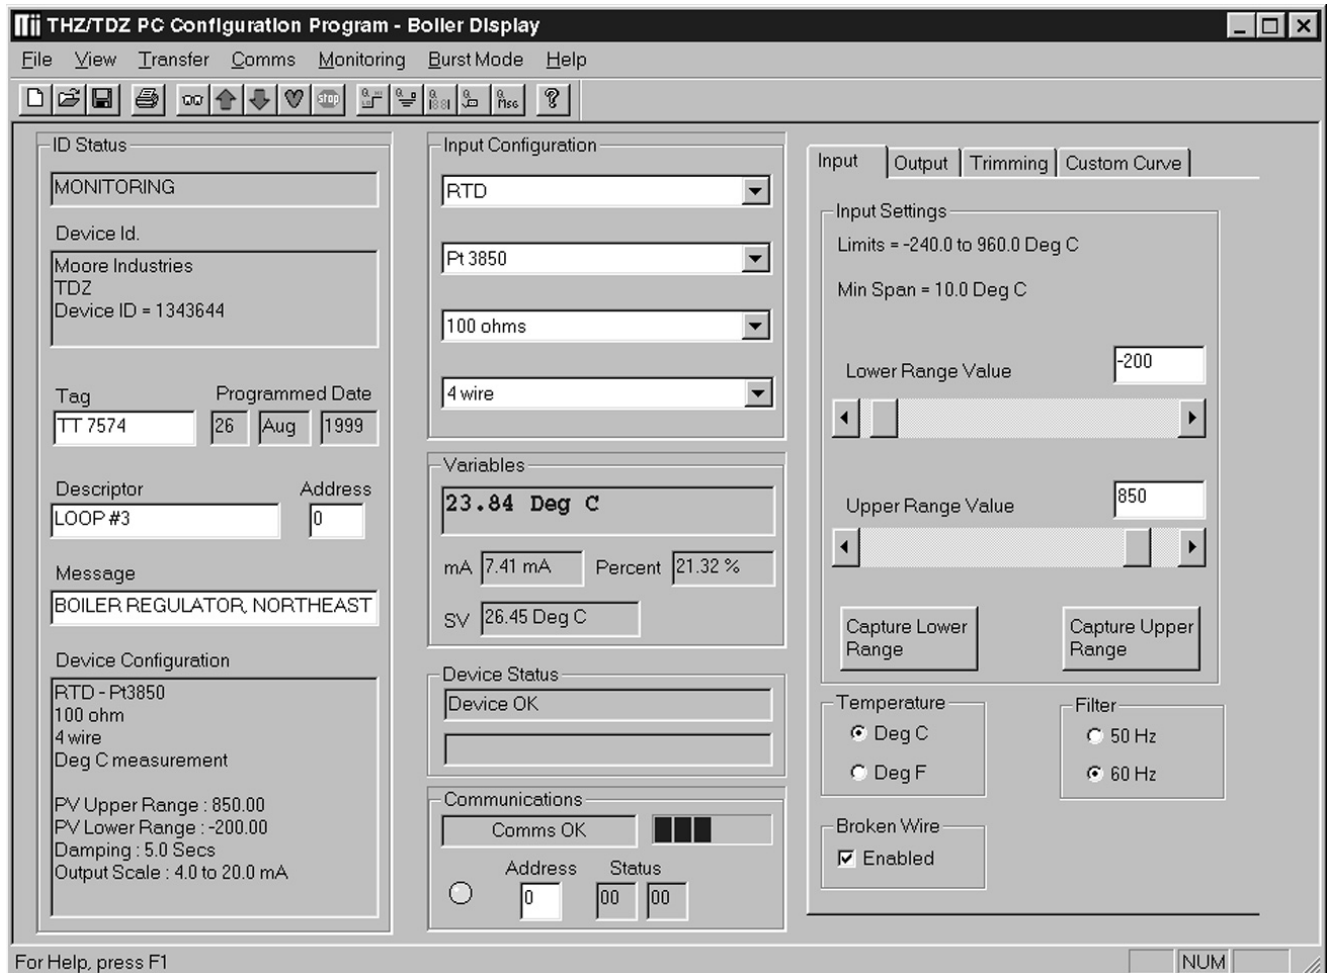 THZ/TDZ PC Configuration Program - Boiler Display
File View Transfer Comms Monitoring Burst Mode Help
ID Status
MONITORING
Device Id.
Moore Industries
TDZ
Device ID = 1343644
Tag Programmed Date
TT 7574 26 Aug 1999
Descriptor Address
LOOP #3 0
Message
BOILER REGULATOR, NORTHEAST
Device Configuration
RTD - Pt3850
100 ohm
4 wire
Deg C measurement
PV Upper Range : 850.00
PV Lower Range : -200.00
Damping : 5.0 Secs
Output Scale : 4.0 to 20.0 mA
Input Configuration
RTD
Pt 3850
100 ohms
4 wire
Variables
23.84 Deg C
mA 7.41 mA Percent 21.32 %
SV 26.45 Deg C
Device Status
Device OK
Communications
Comms OK
Address Status
0 00 00
Input Output Trimming Custom Curve
Input Settings
Limits = -240.0 to 960.0 Deg C
Min Span = 10.0 Deg C
Lower Range Value -200
Upper Range Value 850
Capture Lower Range
Capture Upper Range
Temperature
Deg C
Deg F
Filter
50 Hz
60 Hz
Broken Wire
Enabled
For Help, press F1
NUM